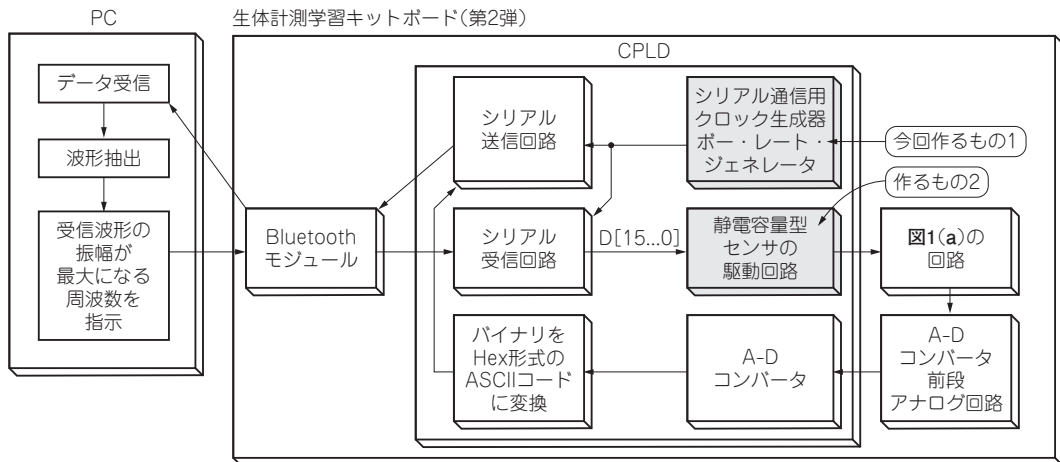 PC
データ受信
波形抽出
受信波形の
振幅が
最大になる
周波数を
指示
生体計測学習キットボード(第2弾)
Bluetooth
モジュール
CPLD
シリアル
送信回路
シリアル通信用
クロック生成器
ボー・レート・
ジェネレータ
今回作るもの1
作るもの2
シリアル
受信回路
D[15...0]
静電容量型
センサの
駆動回路
図1(a)の
回路
バイナリを
Hex形式の
ASCIIコード
に変換
A-D
コンバータ
A-D
コンバータ
前段
アナログ回路